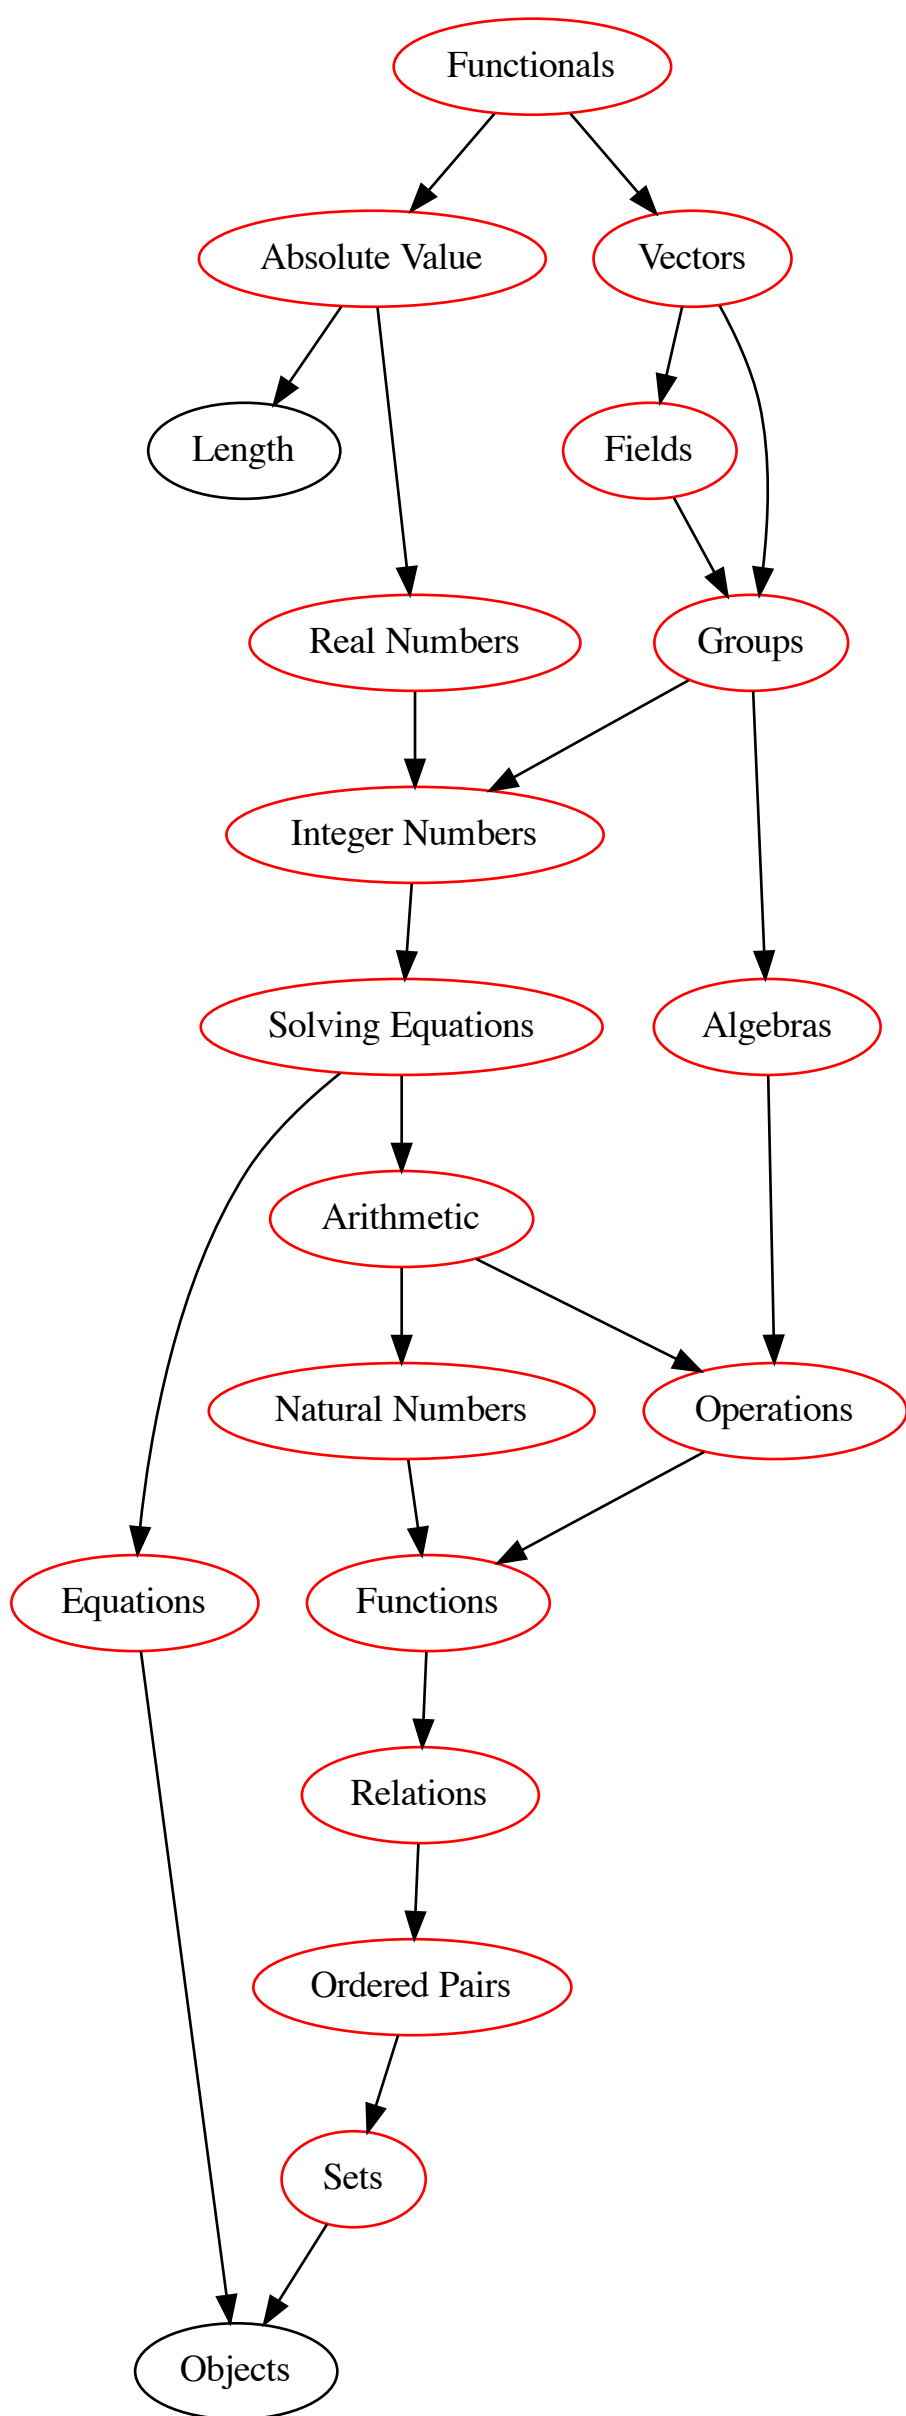 Functionals
Absolute Value
Vectors
Length
Fields
Real Numbers
Groups
Integer Numbers
Solving Equations
Algebras
Arithmetic
Natural Numbers
Operations
Equations
Functions
Relations
Ordered Pairs
Sets
Objects